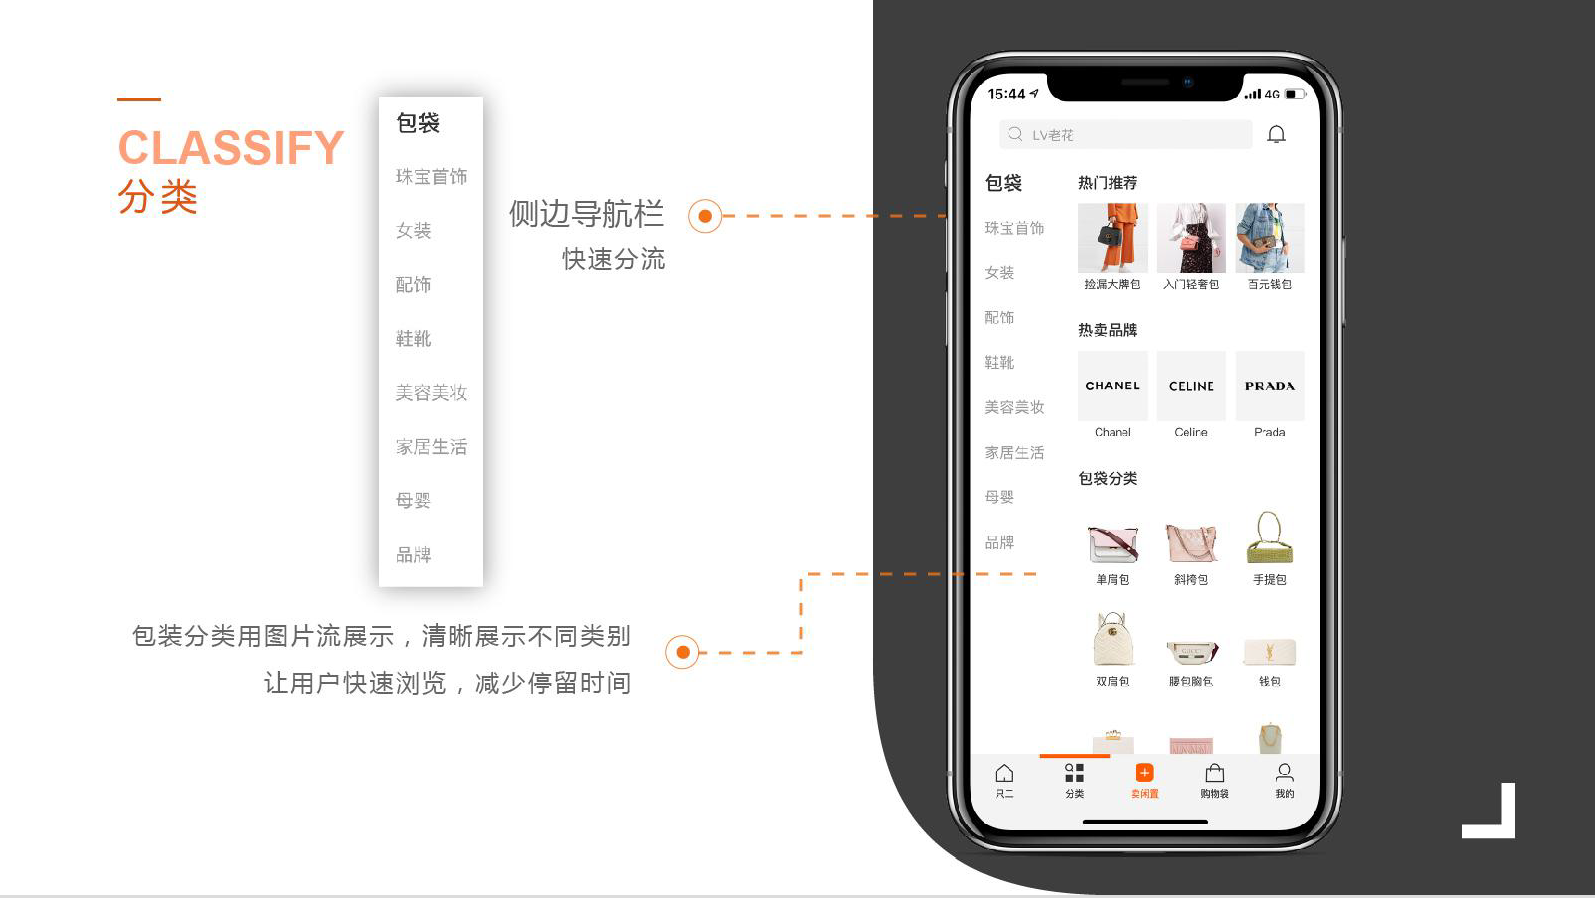 CLASSIFY
分类
包袋
珠宝首饰
女装
配饰
鞋靴
美容美妆
家居生活
母婴
品牌
侧边导航栏
快速分流
包装分类用图片流展示，清晰展示不同类别
让用户快速浏览，减少停留时间
15:44
4G
LV老花
包袋
珠宝首饰
女装
配饰
鞋靴
美容美妆
家居生活
母婴
品牌
热门推荐
捡漏大牌包 入门轻奢包 百元钱包
热卖品牌
CHANEL CELINE PRADA
Chanel Celine Prada
包袋分类
单肩包 斜挎包 手提包
GUCCI
双肩包 腰包胸包 钱包
只二 分类 卖闲置 购物袋 我的